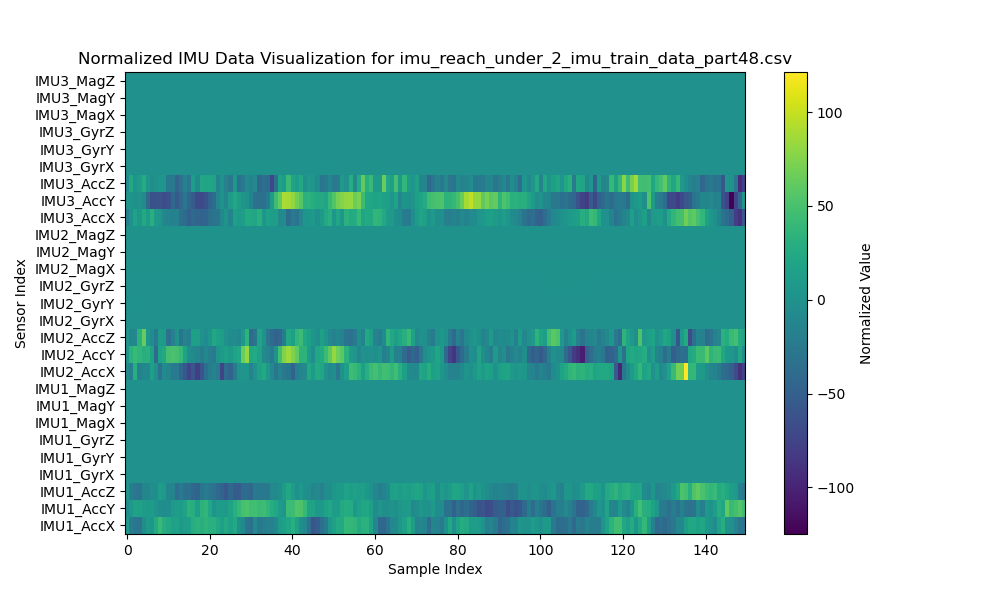 Normalized IMU Data Visualization for imu_reach_under_2_imu_train_data_part48.csv
IMU3_MagZ
IMU3_MagY
IMU3_MagX
IMU3_GyrZ
IMU3_GyrY
IMU3_GyrX
IMU3_AccZ
IMU3_AccY
IMU3_AccX
IMU2_MagZ
IMU2_MagY
IMU2_MagX
IMU2_GyrZ
IMU2_GyrY
IMU2_GyrX
IMU2_AccZ
IMU2_AccY
IMU2_AccX
IMU1_MagZ
IMU1_MagY
IMU1_MagX
IMU1_GyrZ
IMU1_GyrY
IMU1_GyrX
IMU1_AccZ
IMU1_AccY
IMU1_AccX
Sensor Index
0 20 40 60 80 100 120 140
Sample Index
100
50
0
−50
−100
Normalized Value